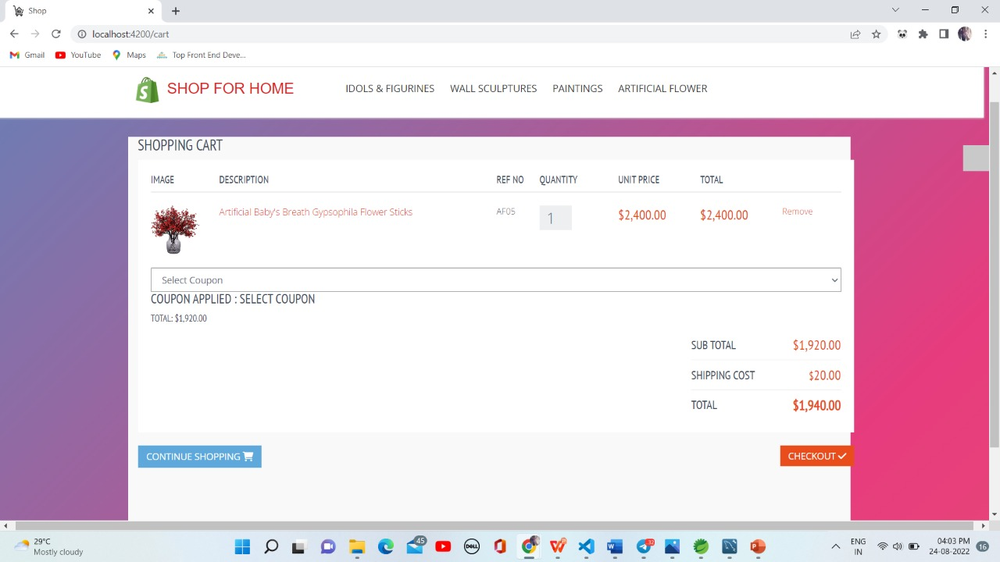 Shop
localhost:4200/cart
Gmail YouTube Maps Top Front End Deve...
SHOP FOR HOME IDOLS & FIGURINES WALL SCULPTURES PAINTINGS ARTIFICIAL FLOWER
SHOPPING CART
IMAGE DESCRIPTION REF NO QUANTITY UNIT PRICE TOTAL
Artificial Baby's Breath Gypsophila Flower Sticks AF05 1 $2,400.00 $2,400.00 Remove
Select Coupon
COUPON APPLIED : SELECT COUPON
TOTAL: $1,920.00
SUB TOTAL $1,920.00
SHIPPING COST $20.00
TOTAL $1,940.00
CONTINUE SHOPPING CHECKOUT
29°C
Mostly cloudy
45
DELL
32
ENG
IN
04:03 PM
24-08-2022
16